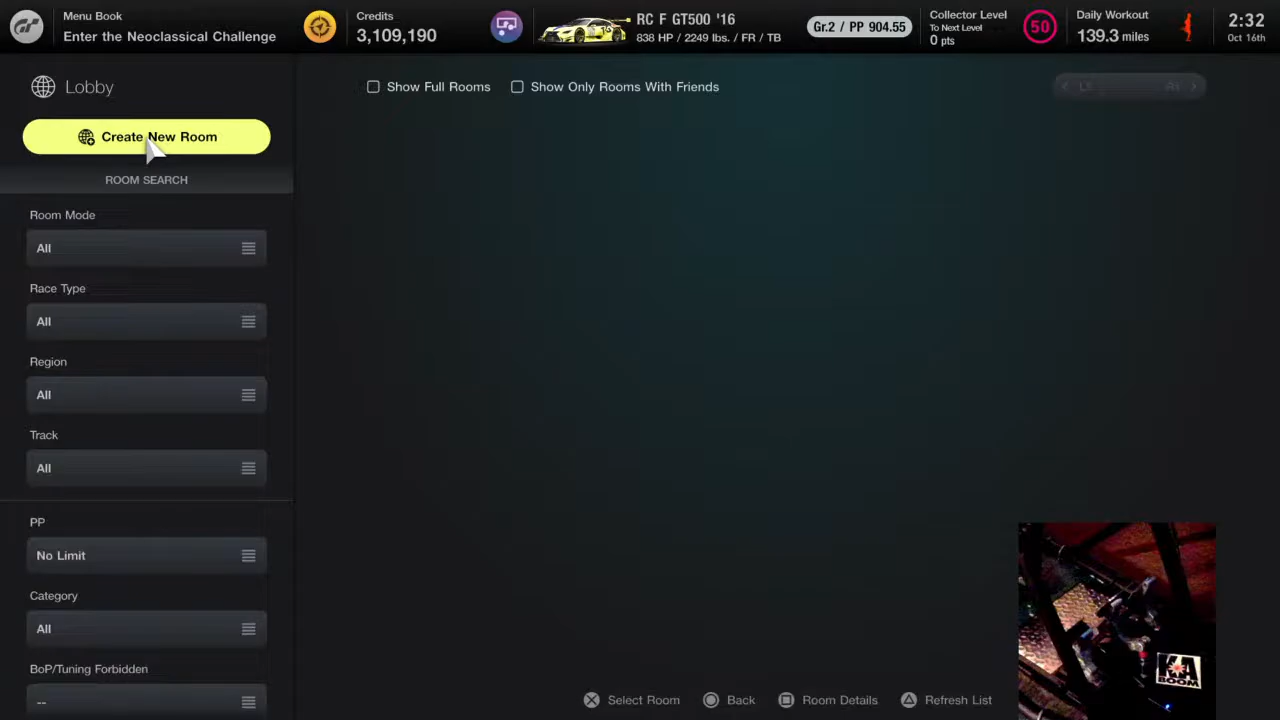 Menu Book
Enter the Neoclassical Challenge
Credits
3,109,190
RC F GT500 '16
838 HP / 2249 lbs. / FR / TB
Gr.2 / PP 904.55
Collector Level
To Next Level
0 pts
50
Daily Workout
139.3 miles
2:32
Oct 16th
Lobby
Show Full Rooms
Show Only Rooms With Friends
L1
R1
Create New Room
ROOM SEARCH
Room Mode
All
Race Type
All
Region
All
Track
All
PP
No Limit
Category
All
BoP/Tuning Forbidden
--
Select Room
Back
Room Details
Refresh List
KA
BOOM